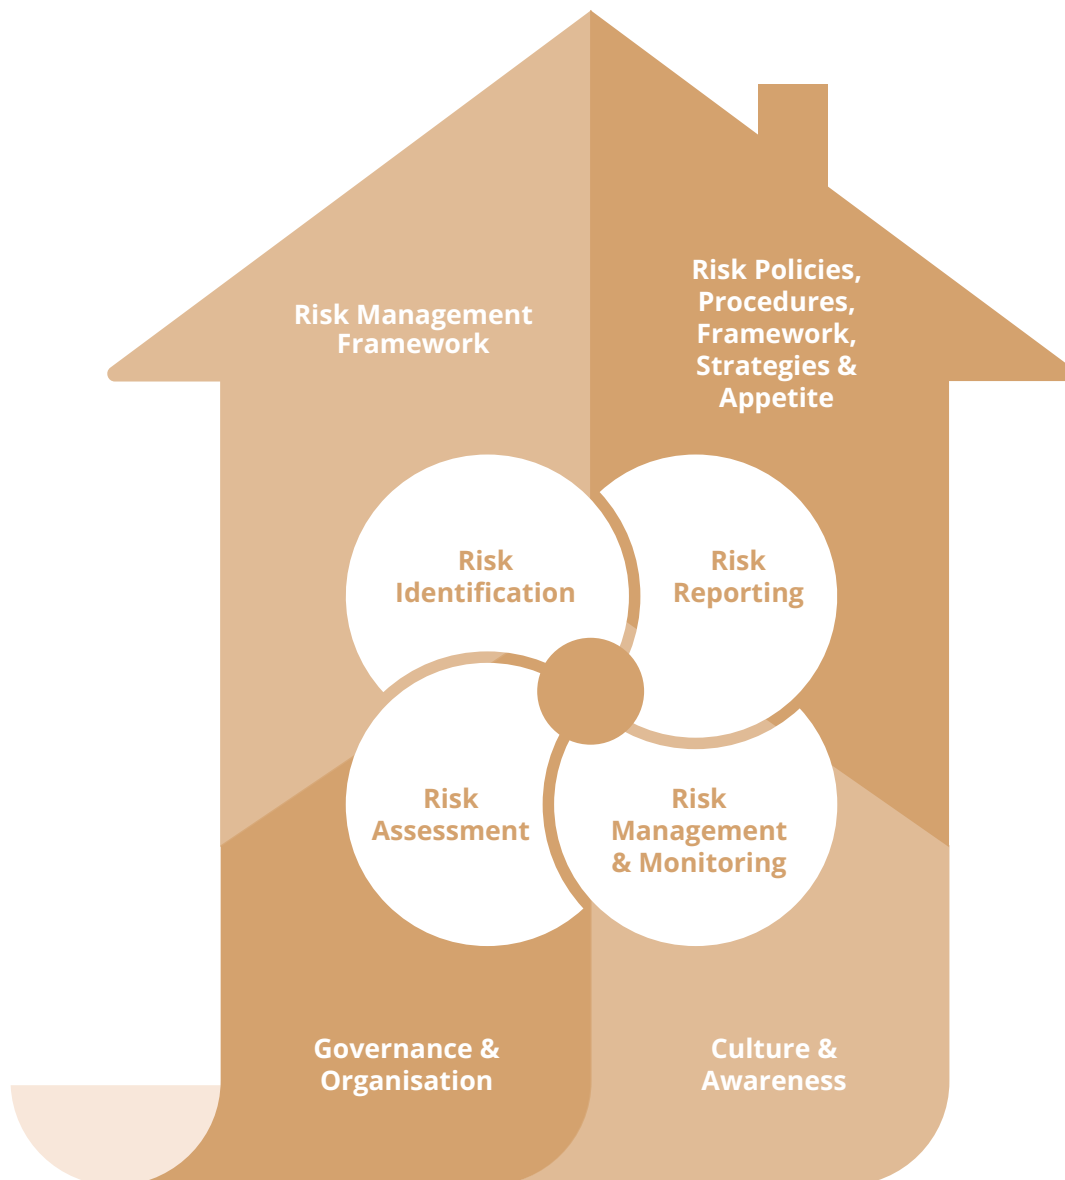 Risk Management
Framework
Risk Policies,
Procedures,
Framework,
Strategies &
Appetite
Risk
Identification
Risk
Reporting
Risk
Assessment
Risk
Management
& Monitoring
Governance &
Organisation
Culture &
Awareness